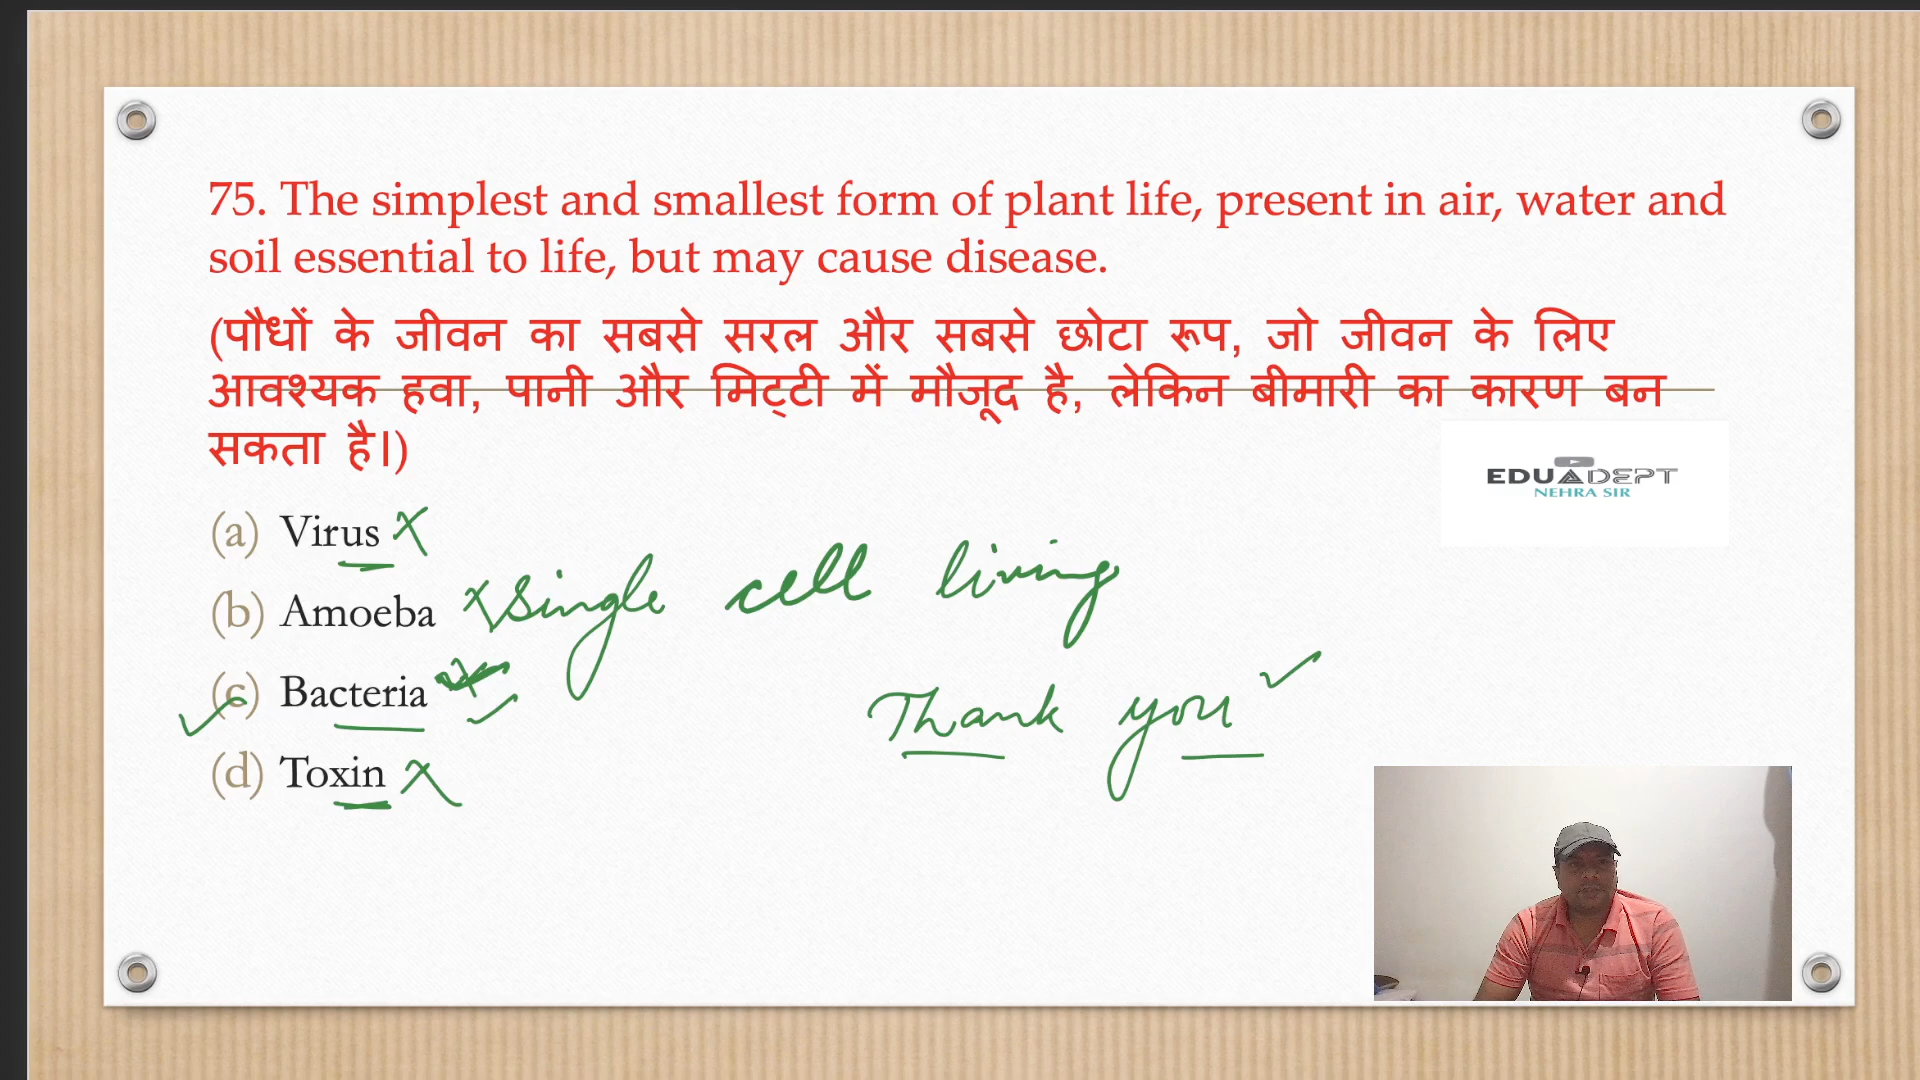 75. The simplest and smallest form of plant life, present in air, water and
soil essential to life, but may cause disease.
(पौधों के जीवन का सबसे सरल और सबसे छोटा रूप, जो जीवन के लिए
आवश्यक हवा, पानी और मिट्टी में मौजूद है, लेकिन बीमारी का कारण बन
सकता है।)
EDUADEPT
NEHRA SIR
(a) Virus
(b) Amoeba single cell living
(c) Bacteria
Thank you
(d) Toxin